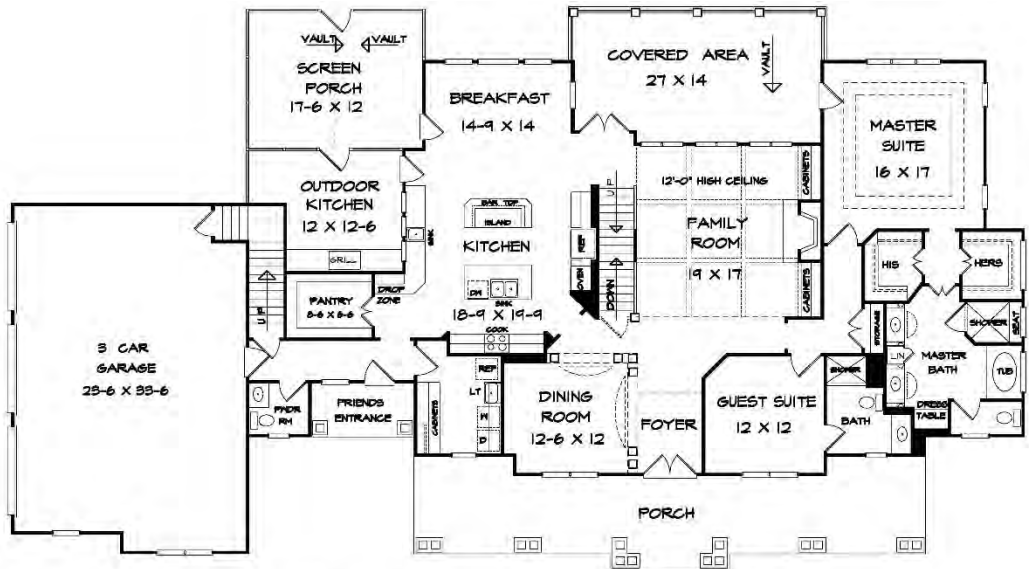 VAULT
VAULT
SCREEN
PORCH
17-6 X 12
BREAKFAST
14-9 X 14
COVERED AREA
27 X 14
VAULT
MASTER
SUITE
16 X 17
OUTDOOR
KITCHEN
12 X 12-6
GRILL
SINK
BAR TOP
ISLAND
KITCHEN
DW
SINK
18-9 X 19-9
COOK
REF
OVEN
UP
DOWN
12'-0" HIGH CEILING
CABINETS
FAMILY
ROOM
19 X 17
CABINETS
HIS
HERS
PANTRY
8-6 X 8-6
DROP
ZONE
UP
3 CAR
GARAGE
23-6 X 33-6
STORAGE
SHOWER
SEAT
LIN
MASTER
BATH
TUB
DRESS
TABLE
PWDR
RM
FRIENDS
ENTRANCE
CABINETS
REF
LT
W
D
DINING
ROOM
12-6 X 12
FOYER
GUEST SUITE
12 X 12
SHOWER
BATH
PORCH